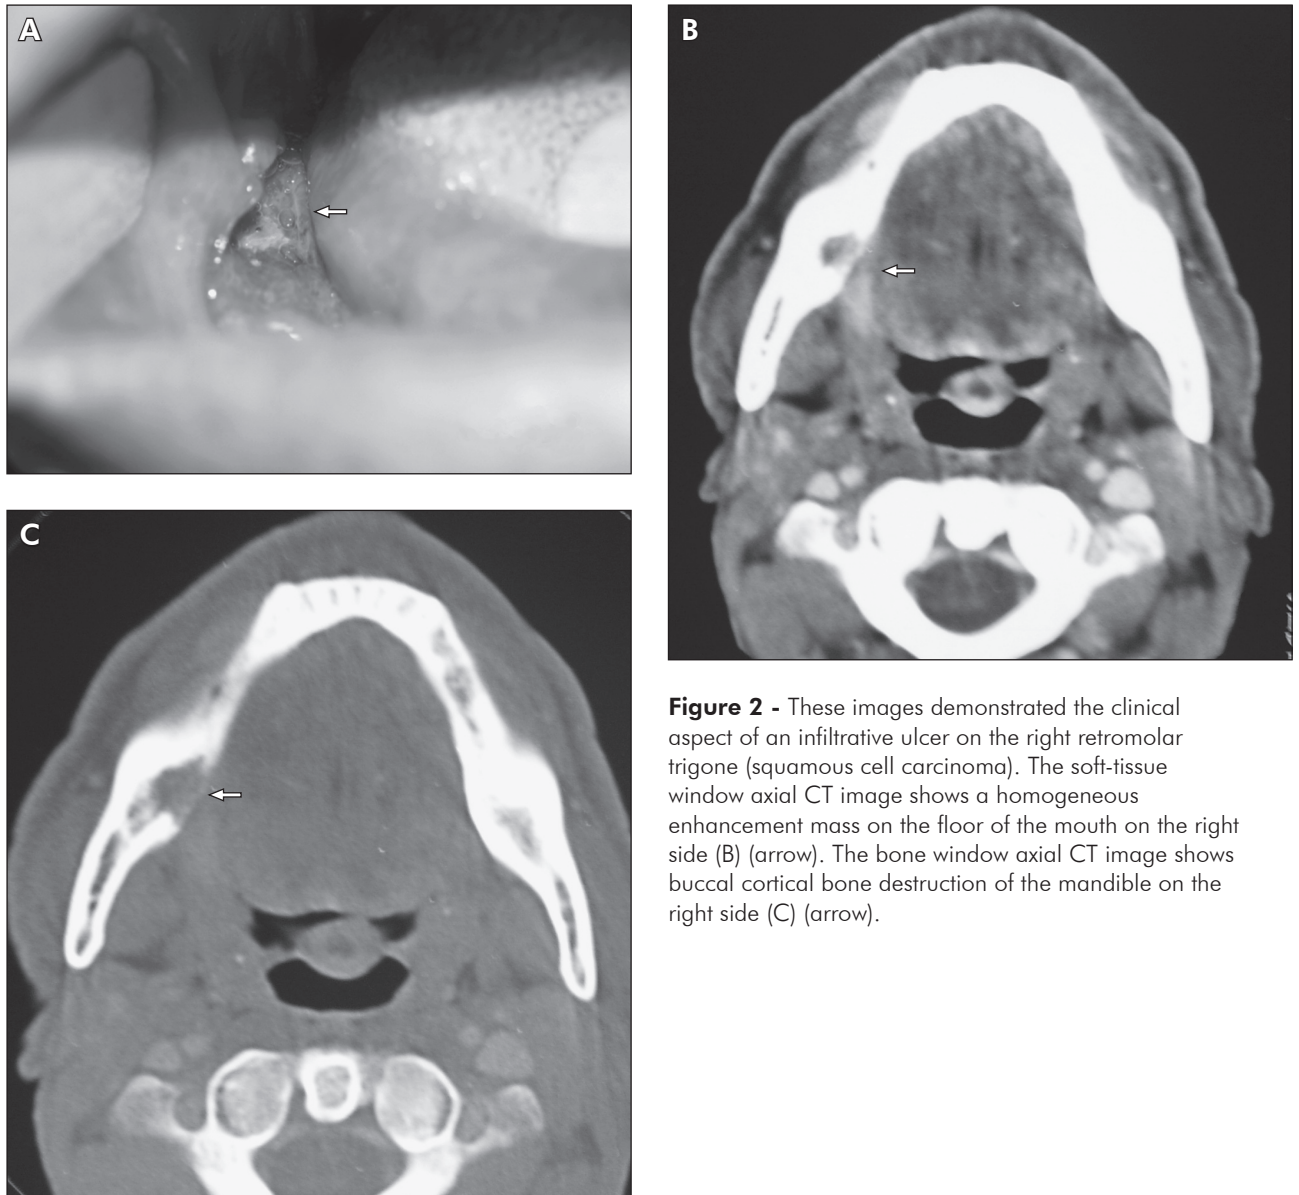 A
B
C
Figure 2 - These images demonstrated the clinical
aspect of an infiltrative ulcer on the right retromolar
trigone (squamous cell carcinoma). The soft-tissue
window axial CT image shows a homogeneous
enhancement mass on the floor of the mouth on the right
side (B) (arrow). The bone window axial CT image shows
buccal cortical bone destruction of the mandible on the
right side (C) (arrow).